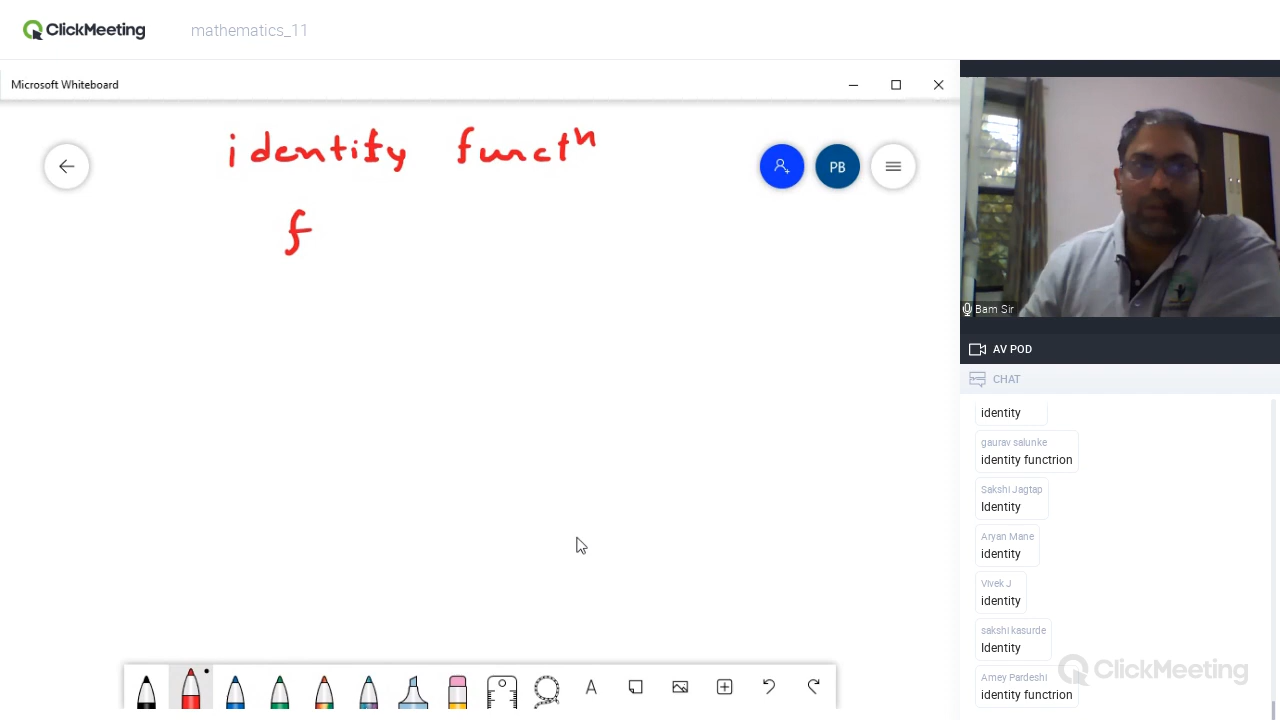 ClickMeeting
mathematics_11
Microsoft Whiteboard
identify functn
PB
f
Bam Sir
AV POD
CHAT
identity
gaurav salunke
identity functrion
Sakshi Jagtap
Identity
Aryan Mane
identity
Vivek J
identity
sakshi kasurde
Identity
Amey Pardeshi
identity functrion
A
ClickMeeting